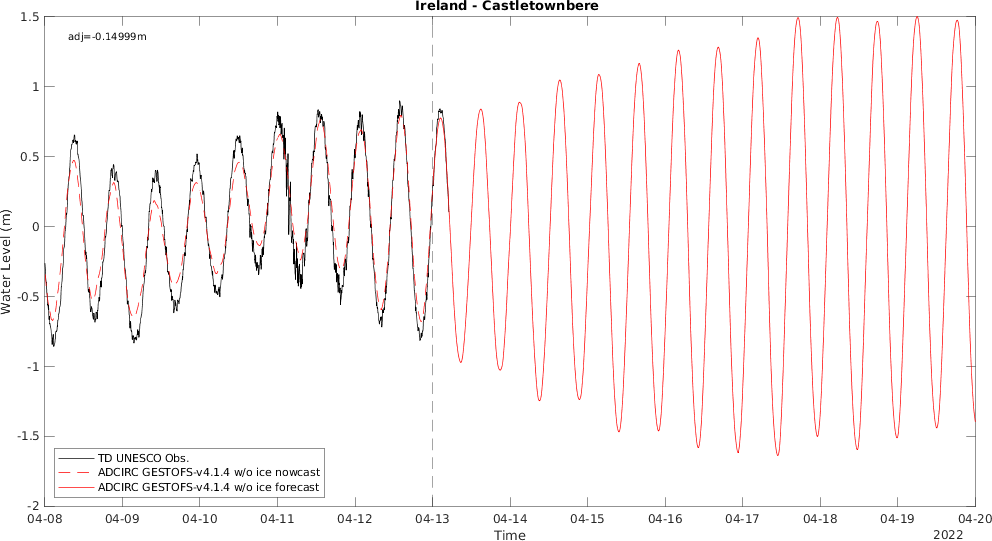 Ireland - Castletownbere
adj=-0.14999m
1.5
1
0.5
0
-0.5
-1
-1.5
-2
Water Level (m)
TD UNESCO Obs.
ADCIRC GESTOFS-v4.1.4 w/o ice nowcast
ADCIRC GESTOFS-v4.1.4 w/o ice forecast
04-08 04-09 04-10 04-11 04-12 04-13 04-14 04-15 04-16 04-17 04-18 04-19 04-20
Time
2022